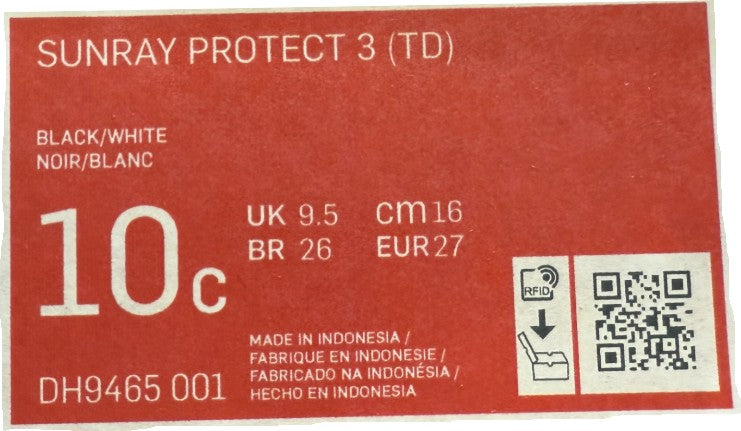 SUNRAY PROTECT 3 (TD)
BLACK/WHITE
NOIR/BLANC
10c
UK 9.5 cm 16
BR 26 EUR 27
RFID
MADE IN INDONESIA /
FABRIQUE EN INDONESIE /
FABRICADO NA INDONÉSIA /
HECHO EN INDONESIA
DH9465 001